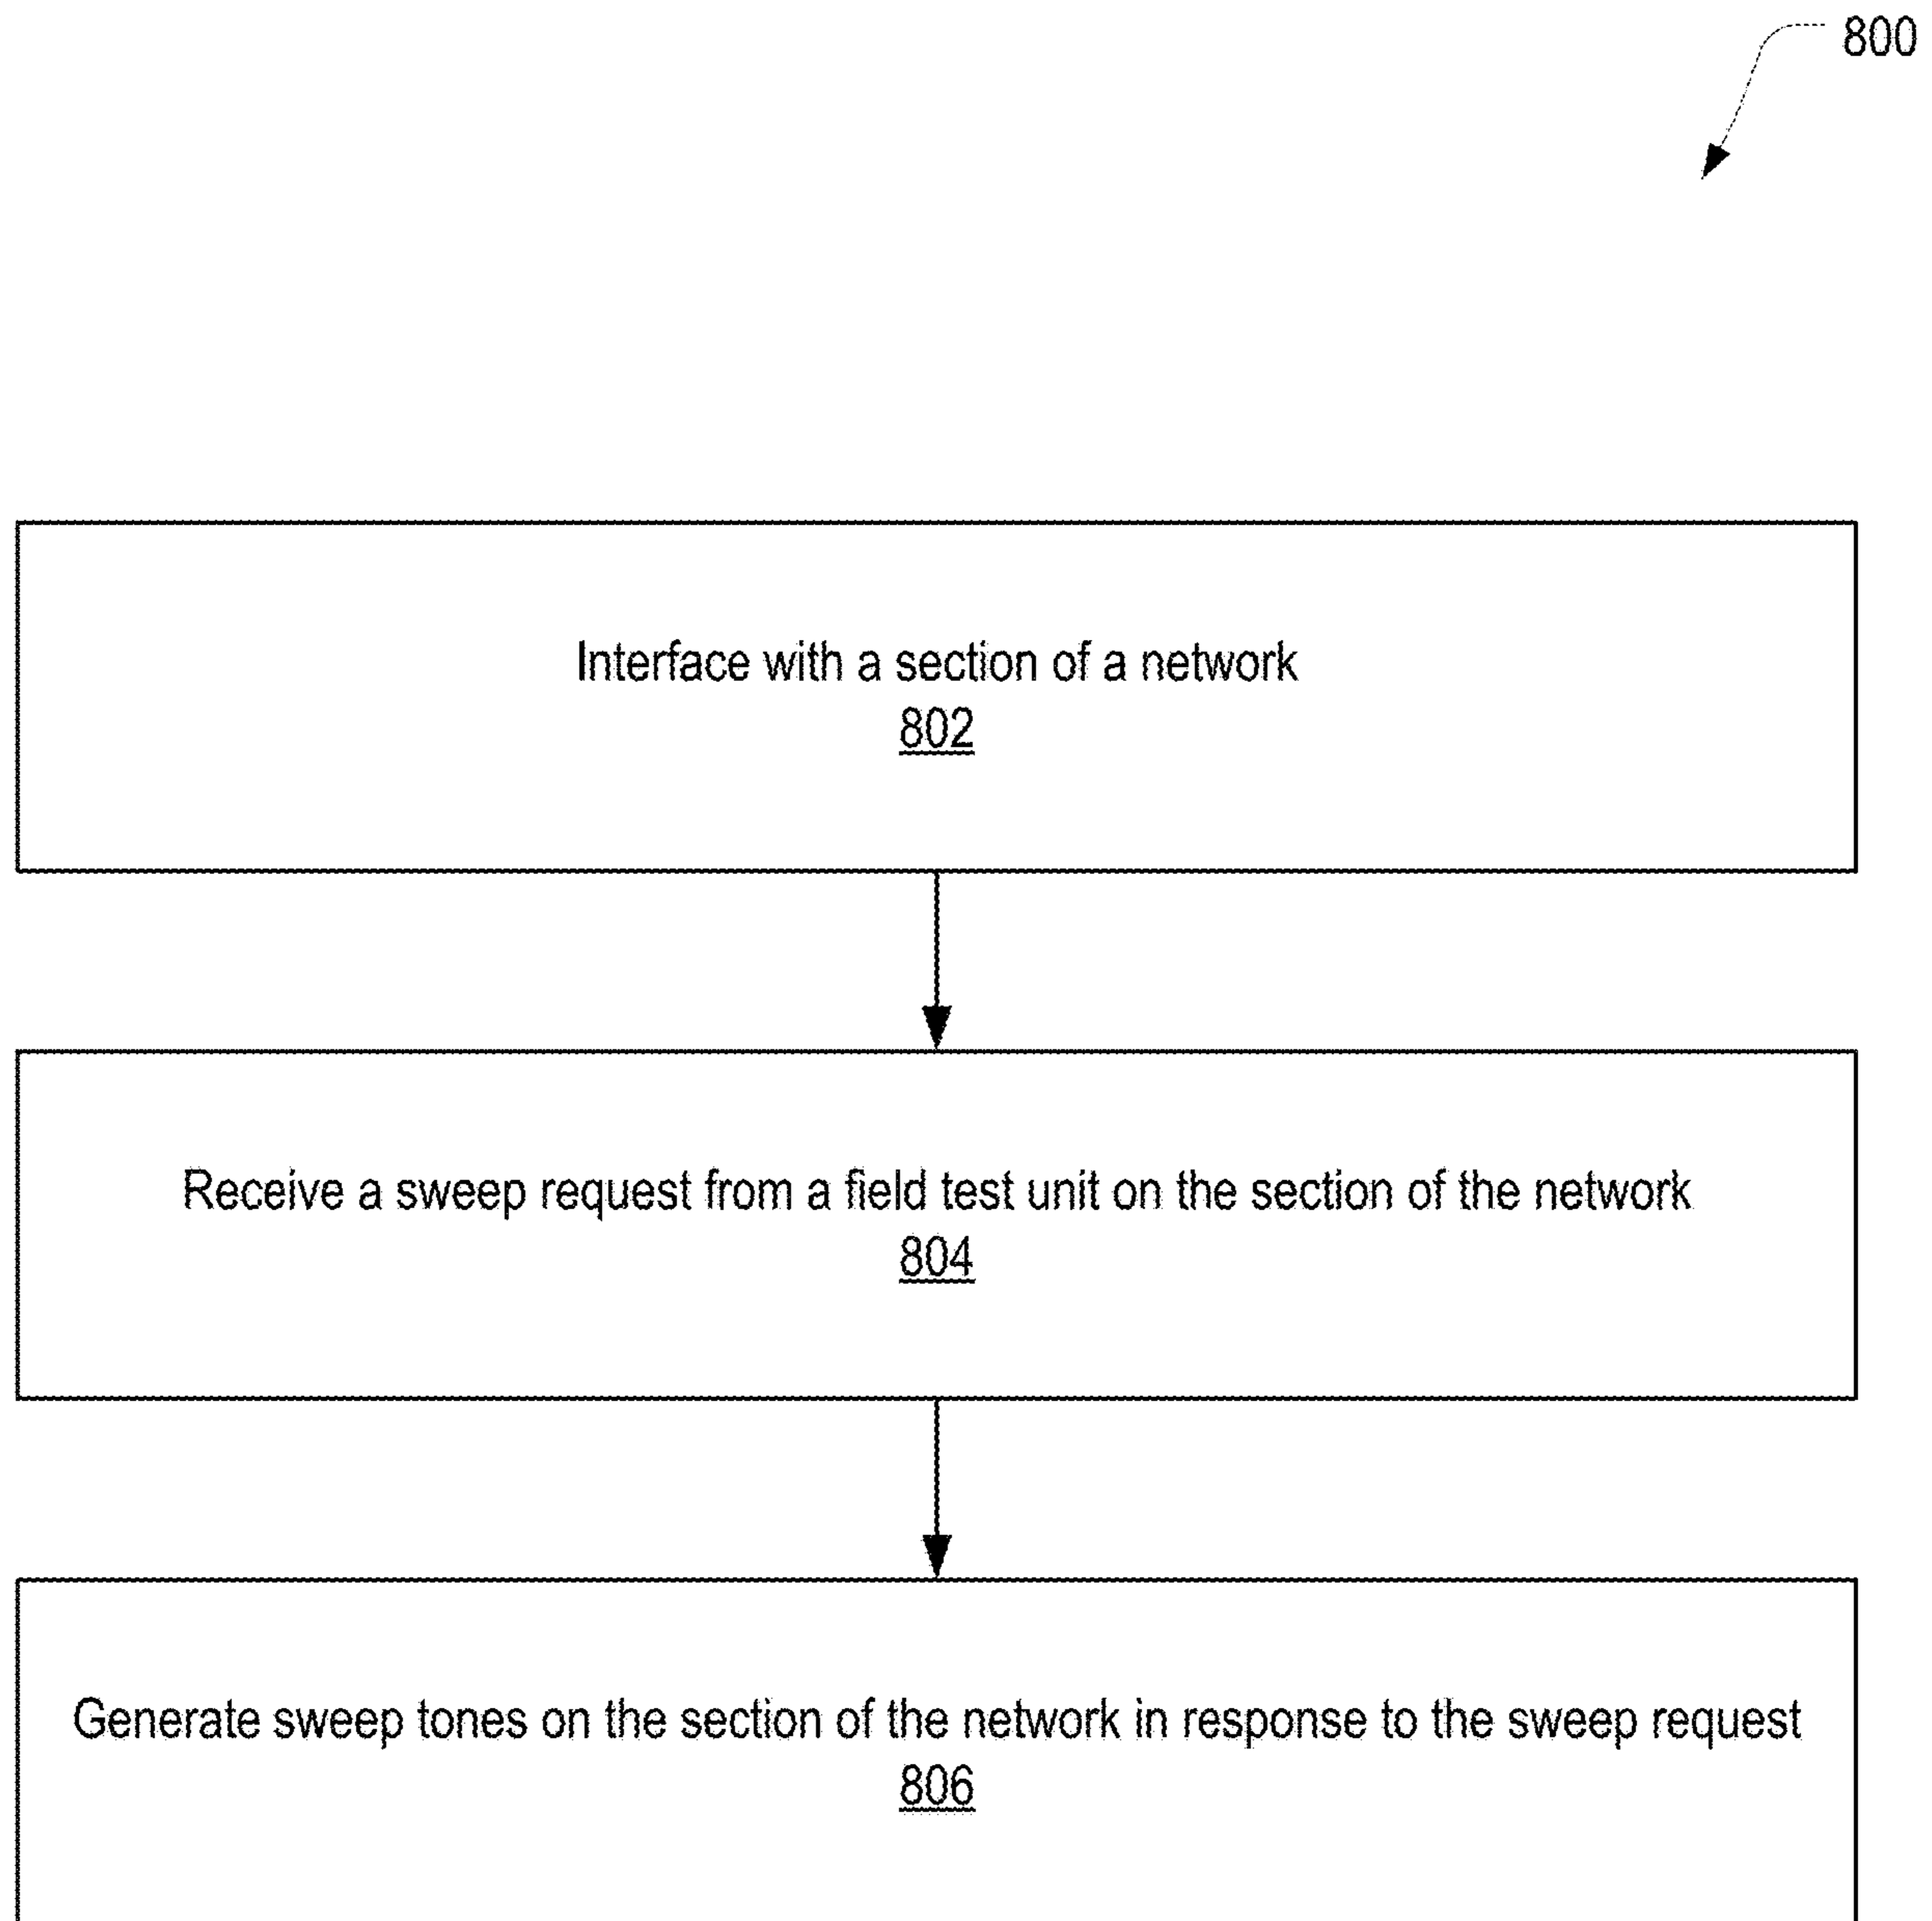 800
Interface with a section of a network
802
Receive a sweep request from a field test unit on the section of the network
804
Generate sweep tones on the section of the network in response to the sweep request
806